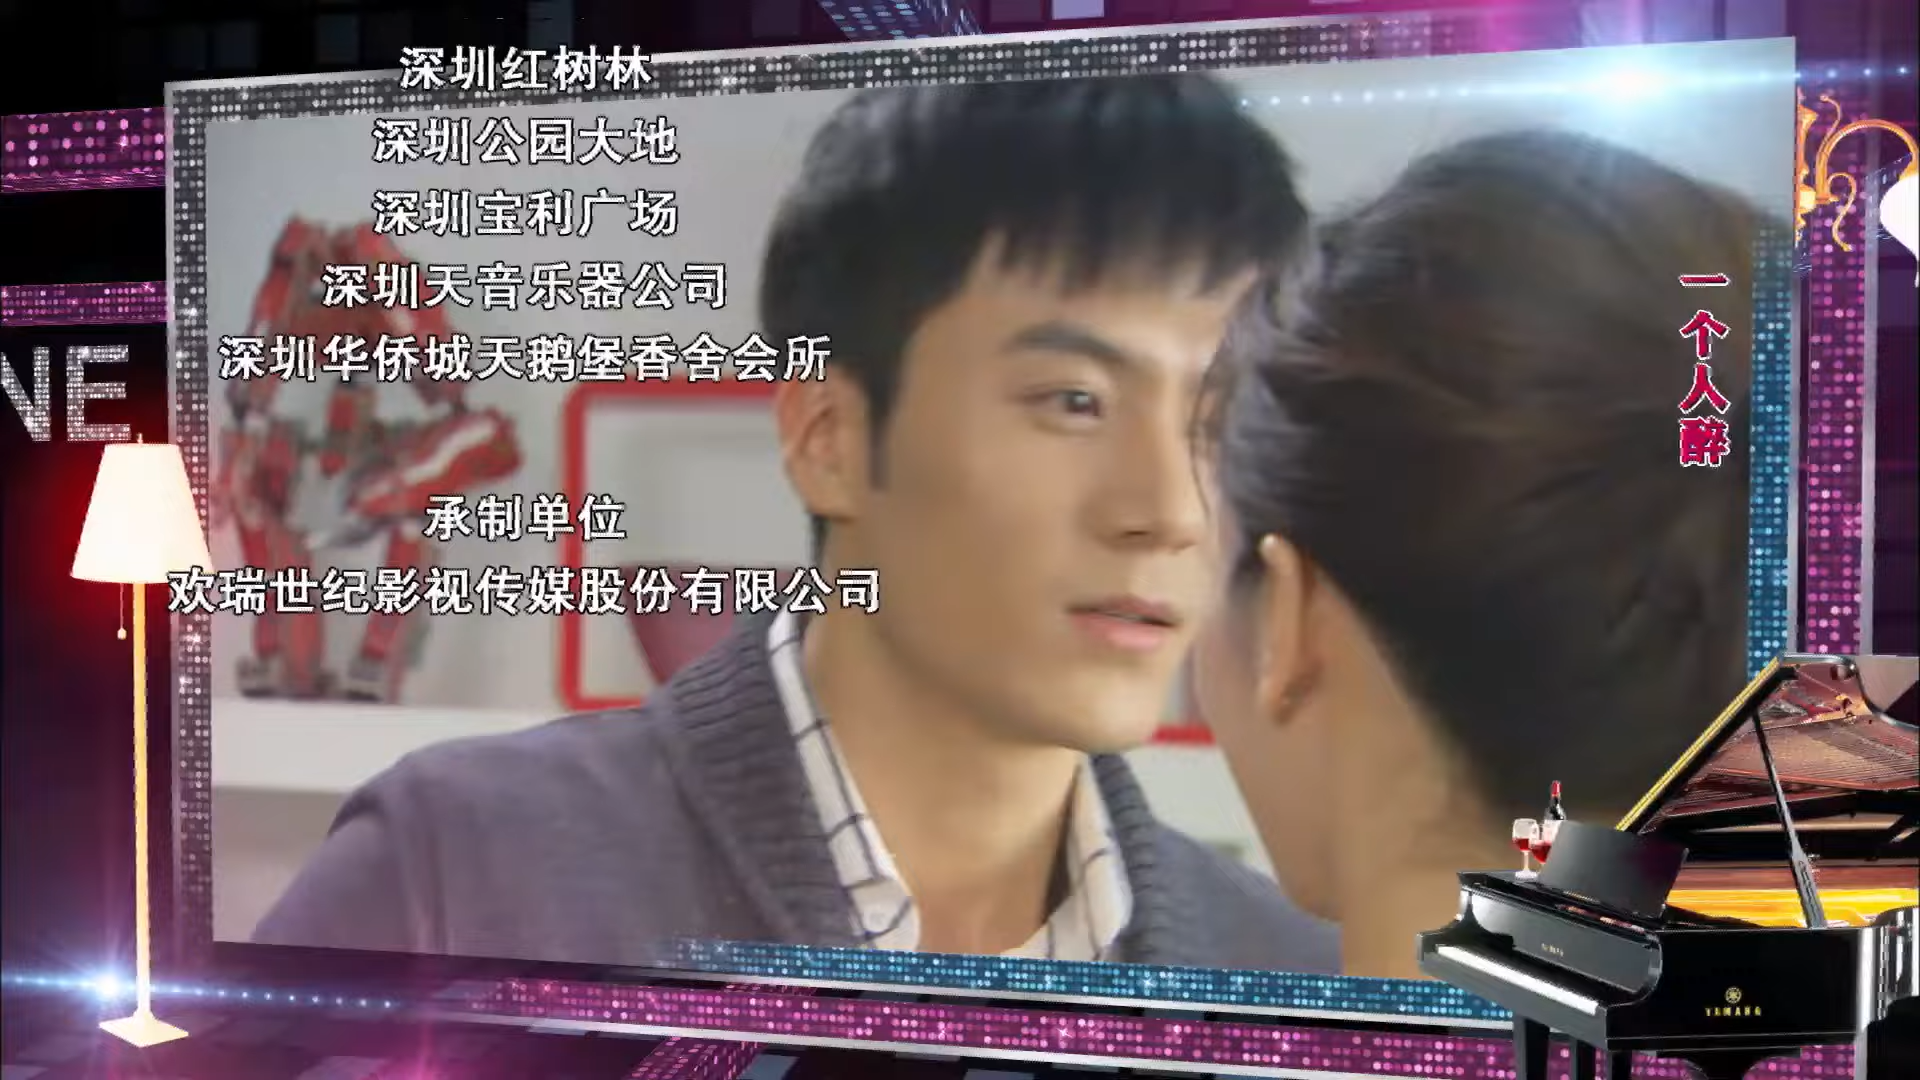 深圳红树林
深圳公园大地
深圳宝利广场
深圳天音乐器公司
深圳华侨城天鹅堡香舍会所
承制单位
欢瑞世纪影视传媒股份有限公司
一个人醉
NE
YAMAHA